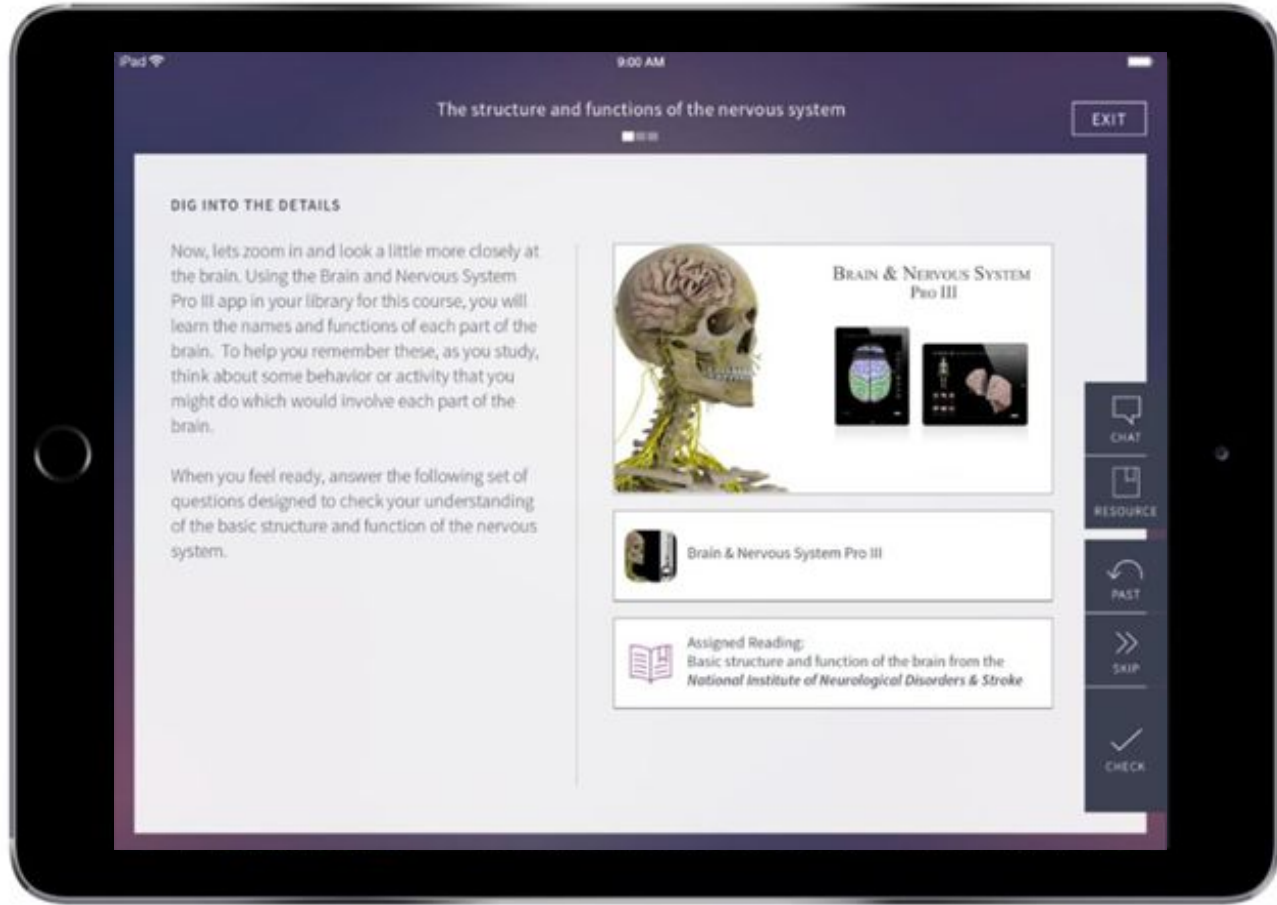 iPad
9:00 AM
The structure and functions of the nervous system
EXIT
DIG INTO THE DETAILS
Now, lets zoom in and look a little more closely at
the brain. Using the Brain and Nervous System
Pro III app in your library for this course, you will
learn the names and functions of each part of the
brain. To help you remember these, as you study,
think about some behavior or activity that you
might do which would involve each part of the
brain.
When you feel ready, answer the following set of
questions designed to check your understanding
of the basic structure and function of the nervous
system.
BRAIN & NERVOUS SYSTEM
PRO III
Brain & Nervous System Pro III
Assigned Reading:
Basic structure and function of the brain from the
National Institute of Neurological Disorders & Stroke
CHAT
RESOURCE
PAST
SKIP
CHECK